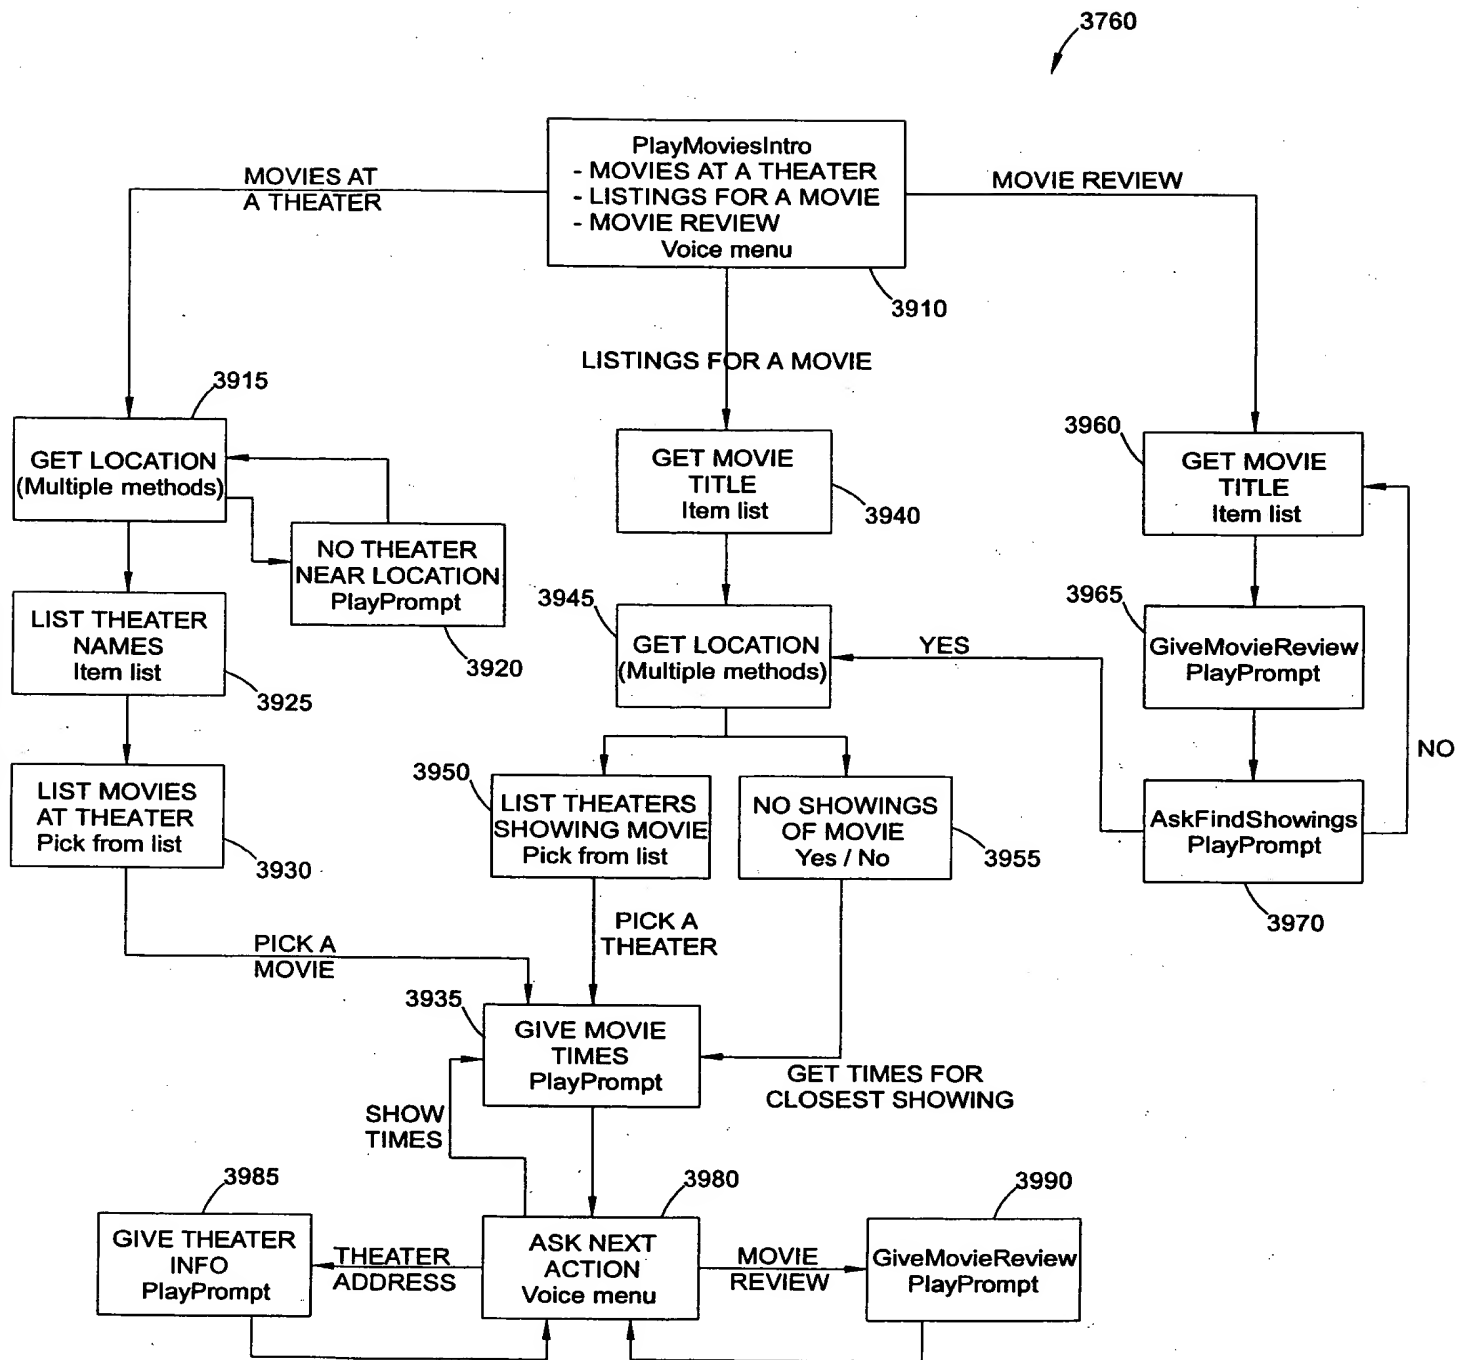 3760
PlayMoviesIntro
- MOVIES AT A THEATER
- LISTINGS FOR A MOVIE
- MOVIE REVIEW
Voice menu
MOVIES AT
A THEATER
MOVIE REVIEW
3910
LISTINGS FOR A MOVIE
3915
GET LOCATION
(Multiple methods)
NO THEATER
NEAR LOCATION
PlayPrompt
3920
LIST THEATER
NAMES
Item list
3925
LIST MOVIES
AT THEATER
Pick from list
3930
PICK A
MOVIE
GET MOVIE
TITLE
Item list
3940
3945
GET LOCATION
(Multiple methods)
YES
3950
LIST THEATERS
SHOWING MOVIE
Pick from list
NO SHOWINGS
OF MOVIE
Yes / No
3955
PICK A
THEATER
3960
GET MOVIE
TITLE
Item list
3965
GiveMovieReview
PlayPrompt
NO
AskFindShowings
PlayPrompt
3970
3935
GIVE MOVIE
TIMES
PlayPrompt
GET TIMES FOR
CLOSEST SHOWING
SHOW
TIMES
3985
GIVE THEATER
INFO
PlayPrompt
THEATER
ADDRESS
3980
ASK NEXT
ACTION
Voice menu
MOVIE
REVIEW
3990
GiveMovieReview
PlayPrompt